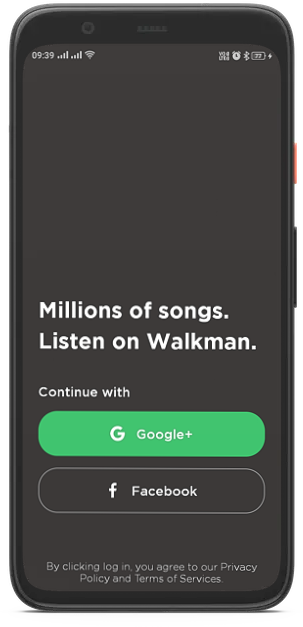 09:39
77
Millions of songs.
Listen on Walkman.
Continue with
G Google+
f Facebook
By clicking log in, you agree to our Privacy
Policy and Terms of Services.